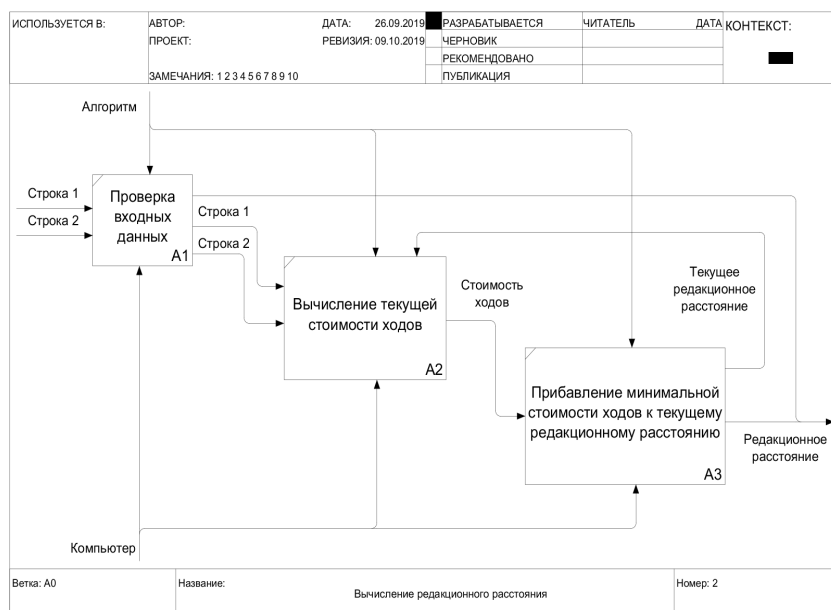 ИСПОЛЬЗУЕТСЯ В:
АВТОР:
ДАТА: 26.09.2019
РАЗРАБАТЫВАЕТСЯ
ЧИТАТЕЛЬ
ДАТА
КОНТЕКСТ:
ПРОЕКТ:
РЕВИЗИЯ: 09.10.2019
ЧЕРНОВИК
РЕКОМЕНДОВАНО
ЗАМЕЧАНИЯ: 1 2 3 4 5 6 7 8 9 10
ПУБЛИКАЦИЯ
Алгоритм
Строка 1
Строка 2
Проверка
входных
данных
A1
Строка 1
Строка 2
Вычисление текущей
стоимости ходов
A2
Стоимость
ходов
Текущее
редакционное
расстояние
Прибавление минимальной
стоимости ходов к текущему
редакционному расстоянию
A3
Редакционное
расстояние
Компьютер
Ветка: A0
Название:
Вычисление редакционного расстояния
Номер: 2